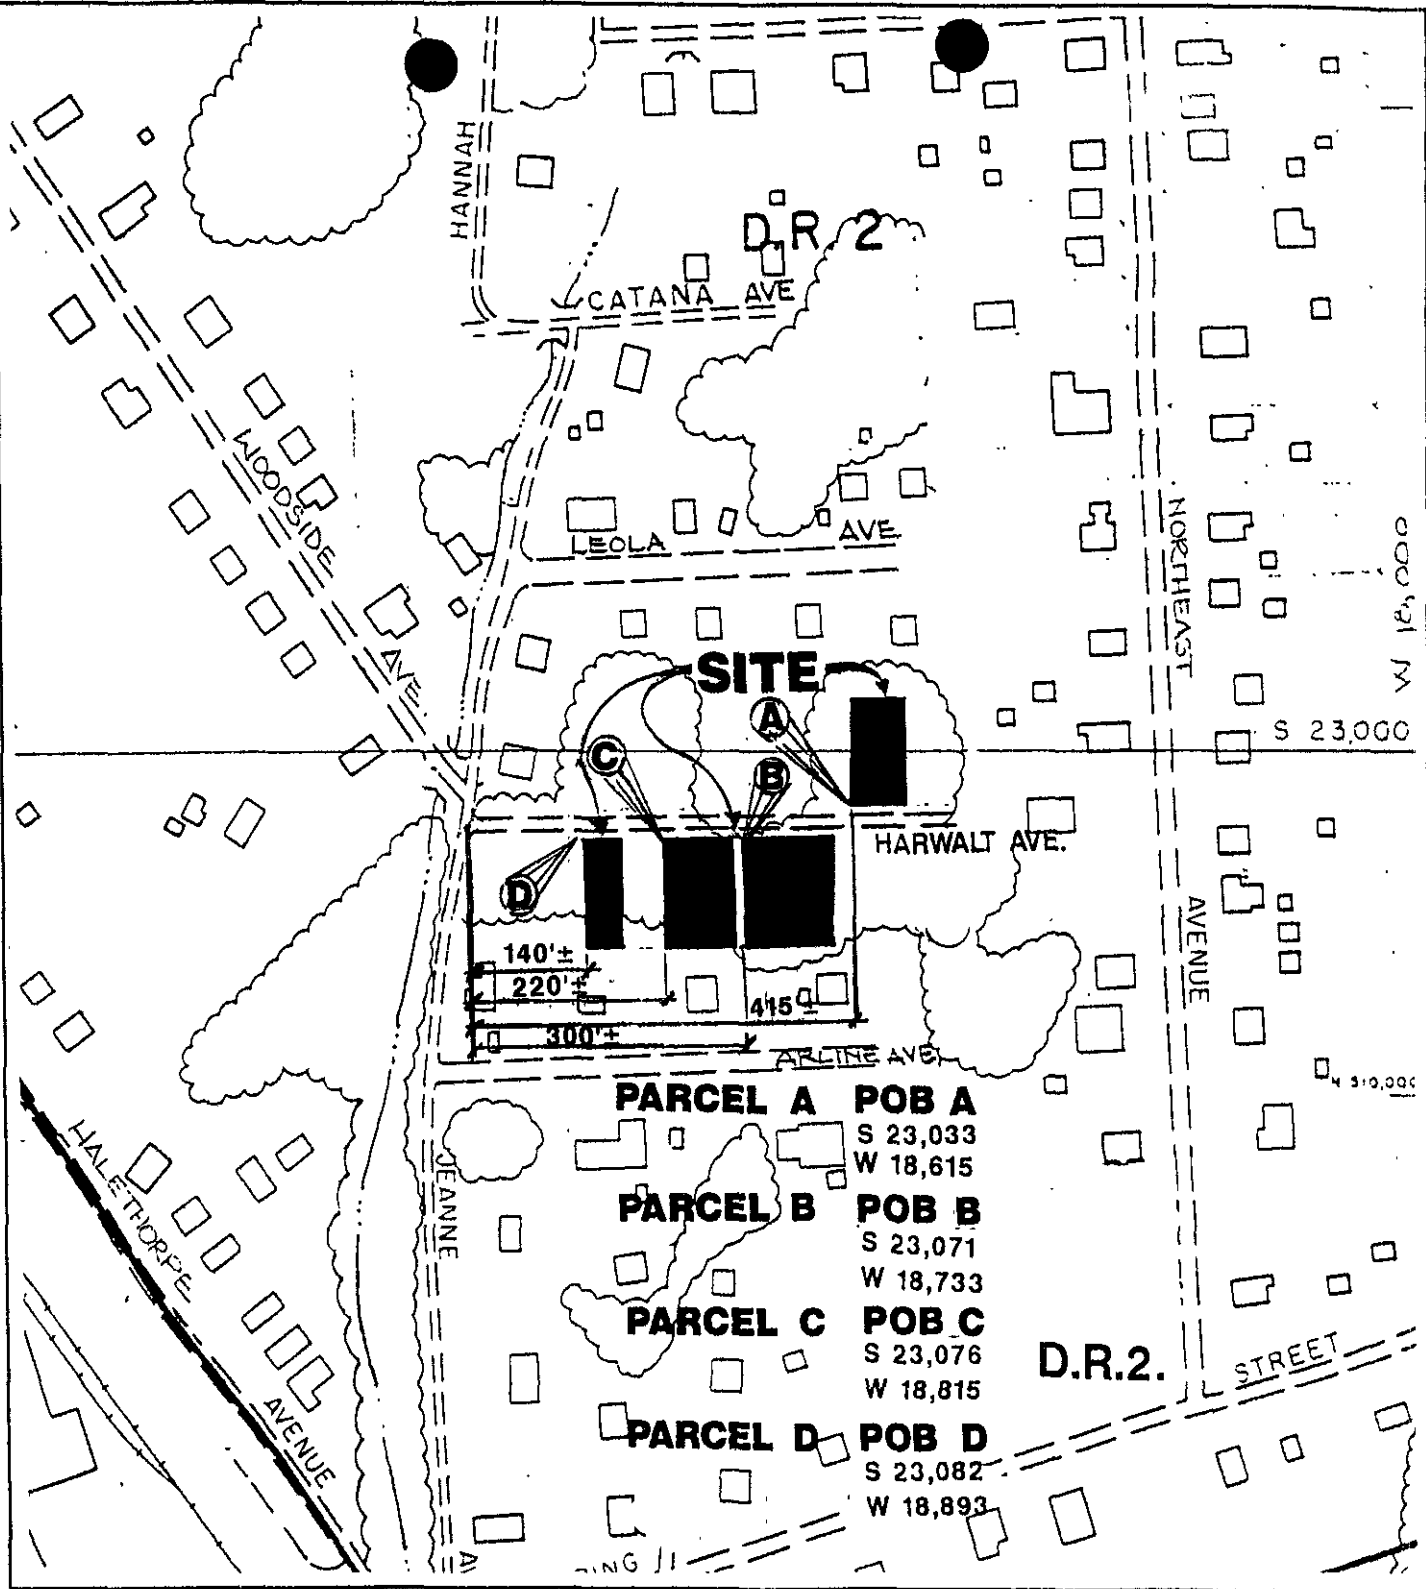 HANNAH
D.R. 2
CATANA AVE
WOODSIDE
AVE.
LEOLA AVE.
NORTHEAST
W 18,000
SITE
A
S 23,000
C
B
HARWALT AVE.
D
AVENUE
140'±
220'±
415'±
300'±
ARLINE AVE
PARCEL A POB A
S 23,033
W 18,615
HALETHORPE
JEANNE
PARCEL B POB B
S 23,071
W 18,733
PARCEL C POB C
S 23,076
W 18,815
D.R.2.
STREET
AVENUE
PARCEL D POB D
S 23,082
W 18,893